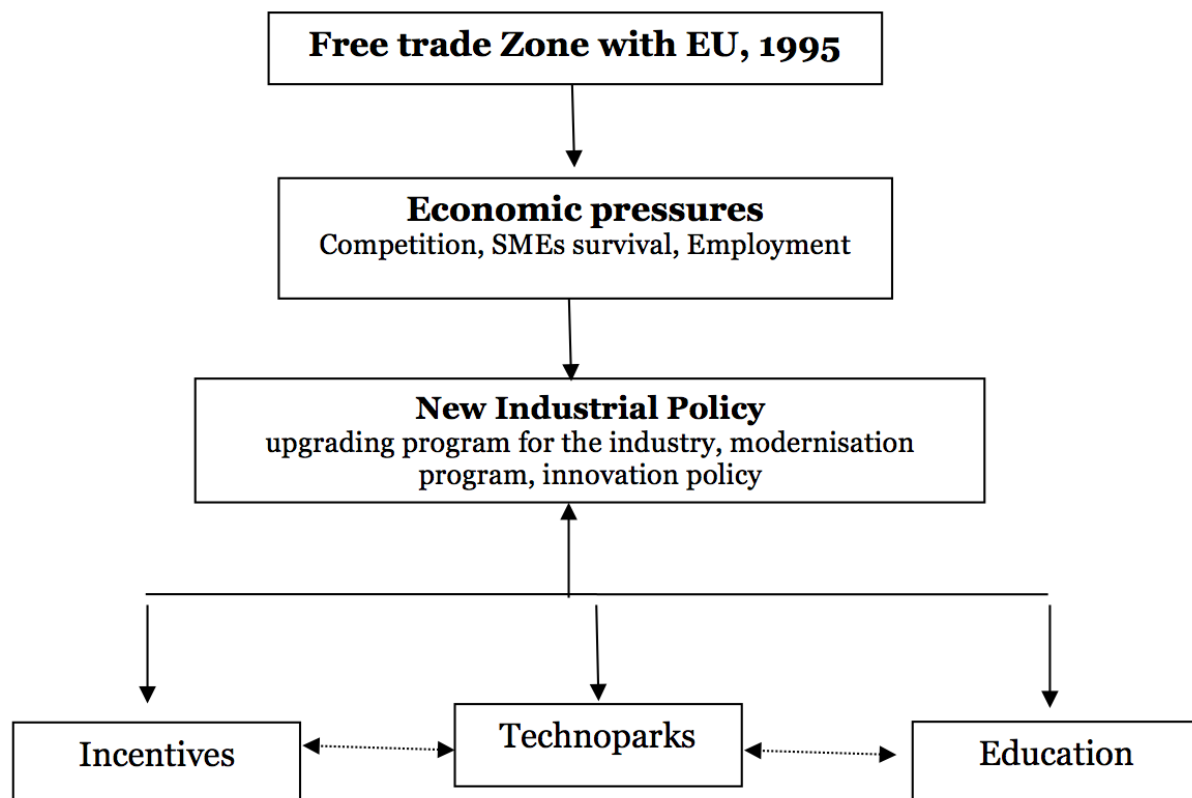 Free trade Zone with EU, 1995
Economic pressures
Competition, SMEs survival, Employment
New Industrial Policy
upgrading program for the industry, modernisation
program, innovation policy
Incentives
Technoparks
Education